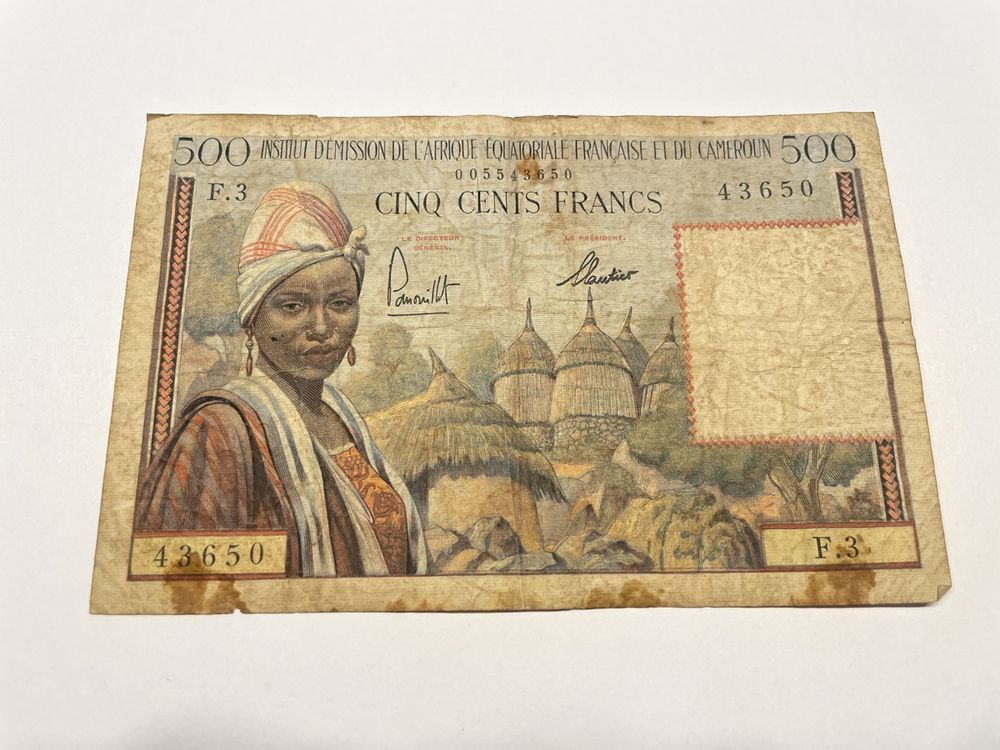 500 INSTITUT D'ÉMISSION DE L'AFRIQUE ÉQUATORIALE FRANÇAISE ET DU CAMEROUN 500
005543650
F.3 CINQ CENTS FRANCS 43650
LE DIRECTEUR GÉNÉRAL,
LE PRÉSIDENT,
43650 F.3